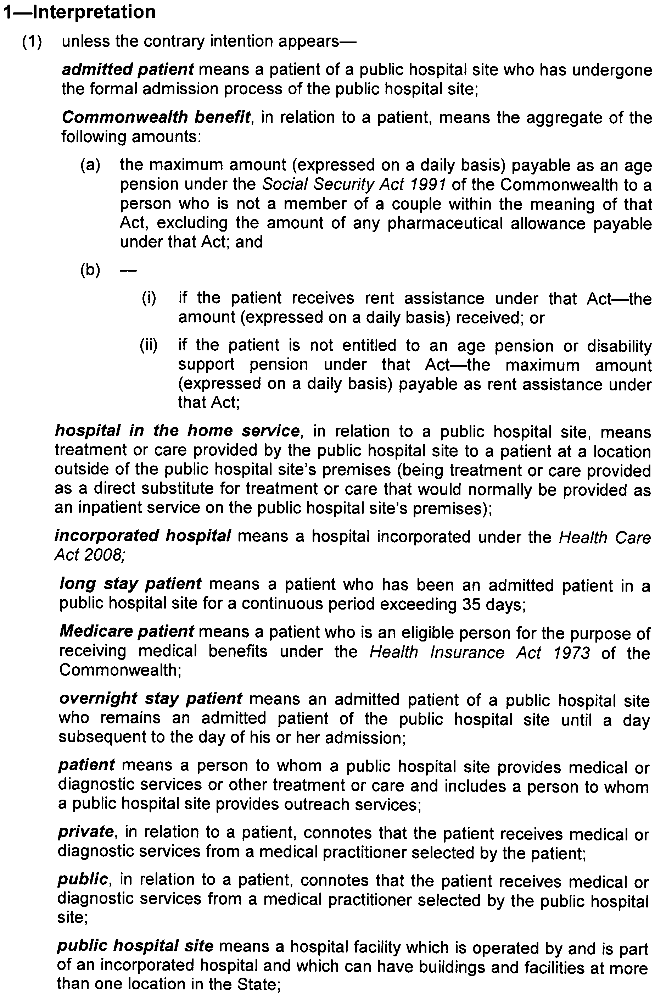 1—Interpretation
(1) unless the contrary intention appears—
admitted patient means a patient of a public hospital site who has undergone
the formal admission process of the public hospital site;
Commonwealth benefit, in relation to a patient, means the aggregate of the
following amounts:
(a) the maximum amount (expressed on a daily basis) payable as an age
pension under the Social Security Act 1991 of the Commonwealth to a
person who is not a member of a couple within the meaning of that
Act, excluding the amount of any pharmaceutical allowance payable
under that Act; and
(b) —
(i) if the patient receives rent assistance under that Act—the
amount (expressed on a daily basis) received; or
(ii) if the patient is not entitled to an age pension or disability
support pension under that Act—the maximum amount
(expressed on a daily basis) payable as rent assistance under
that Act;
hospital in the home service, in relation to a public hospital site, means
treatment or care provided by the public hospital site to a patient at a location
outside of the public hospital site's premises (being treatment or care provided
as a direct substitute for treatment or care that would normally be provided as
an inpatient service on the public hospital site's premises);
incorporated hospital means a hospital incorporated under the Health Care
Act 2008;
long stay patient means a patient who has been an admitted patient in a
public hospital site for a continuous period exceeding 35 days;
Medicare patient means a patient who is an eligible person for the purpose of
receiving medical benefits under the Health Insurance Act 1973 of the
Commonwealth;
overnight stay patient means an admitted patient of a public hospital site
who remains an admitted patient of the public hospital site until a day
subsequent to the day of his or her admission;
patient means a person to whom a public hospital site provides medical or
diagnostic services or other treatment or care and includes a person to whom
a public hospital site provides outreach services;
private, in relation to a patient, connotes that the patient receives medical or
diagnostic services from a medical practitioner selected by the patient;
public, in relation to a patient, connotes that the patient receives medical or
diagnostic services from a medical practitioner selected by the public hospital
site;
public hospital site means a hospital facility which is operated by and is part
of an incorporated hospital and which can have buildings and facilities at more
than one location in the State;